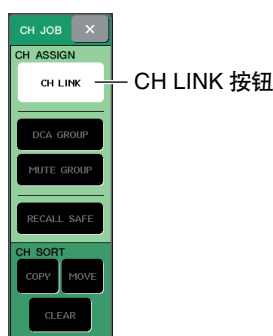 CH JOB ×
CH ASSIGN
CH LINK
CH LINK 按钮
DCA GROUP
MUTE GROUP
RECALL SAFE
CH SORT
COPY MOVE
CLEAR